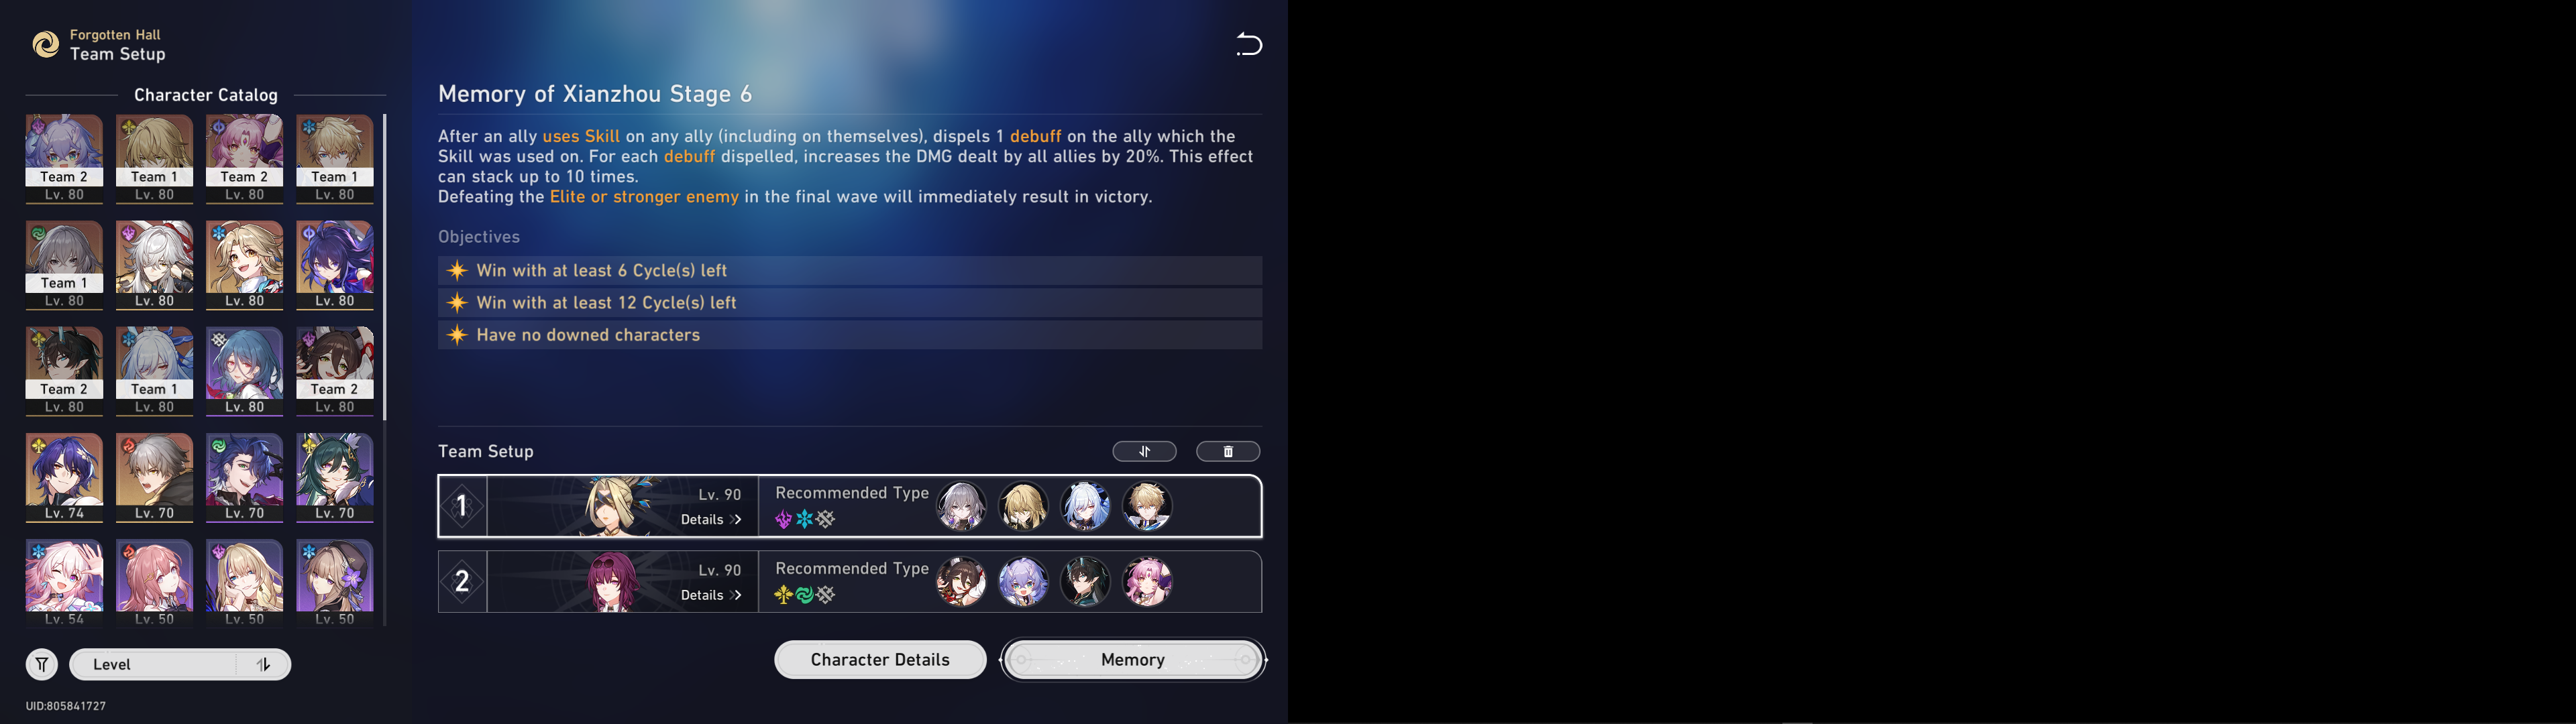 Forgotten Hall
Team Setup
Character Catalog
Team 2
Lv. 80
Team 1
Lv. 80
Team 2
Lv. 80
Team 1
Lv. 80
Team 1
Lv. 80
Lv. 80
Lv. 80
Lv. 80
Team 2
Lv. 80
Team 1
Lv. 80
Lv. 80
Team 2
Lv. 80
Lv. 74
Lv. 70
Lv. 70
Lv. 70
Lv. 54
Lv. 50
Lv. 50
Lv. 50
Level
UID:805841727
Memory of Xianzhou Stage 6
After an ally uses Skill on any ally (including on themselves), dispels 1 debuff on the ally which the
Skill was used on. For each debuff dispelled, increases the DMG dealt by all allies by 20%. This effect
can stack up to 10 times.
Defeating the Elite or stronger enemy in the final wave will immediately result in victory.
Objectives
Win with at least 6 Cycle(s) left
Win with at least 12 Cycle(s) left
Have no downed characters
Team Setup
1
Lv. 90
Details
Recommended Type
2
Lv. 90
Details
Recommended Type
Character Details
Memory